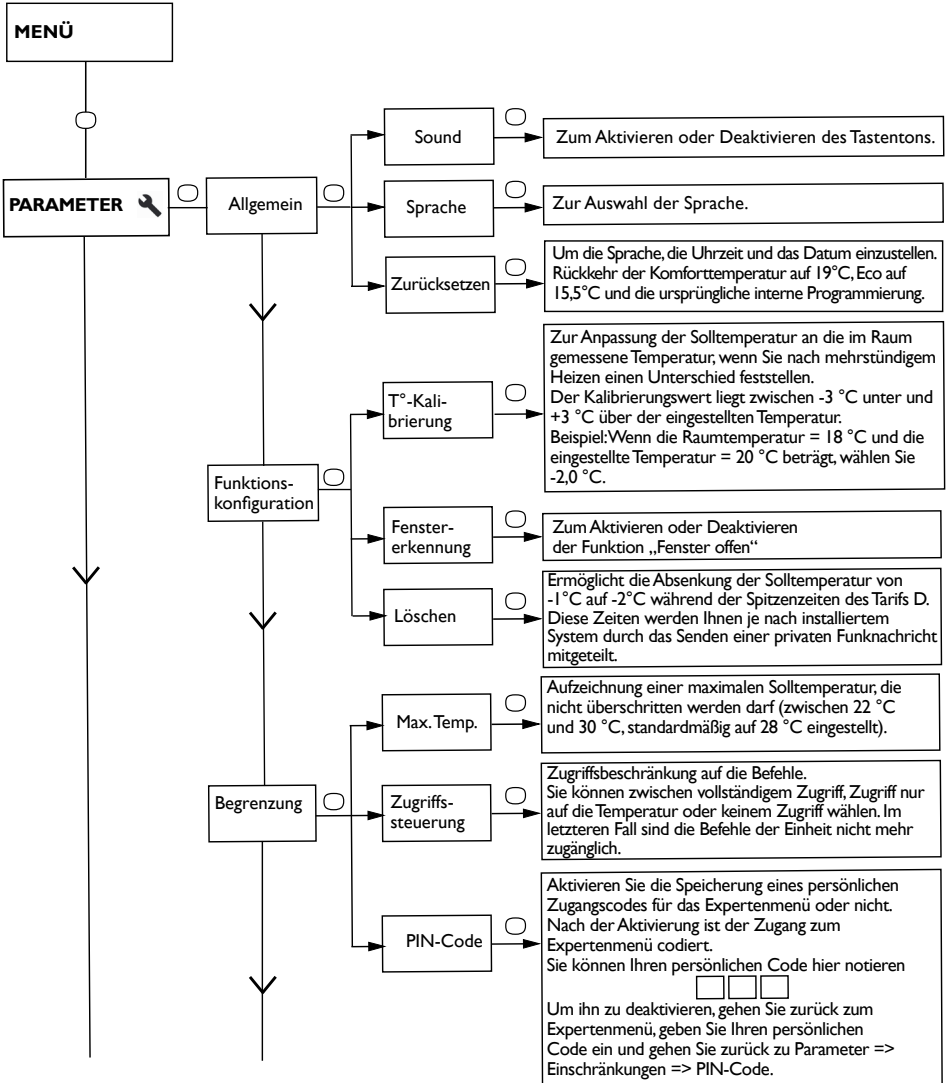 MENÜ
PARAMETER
Allgemein
Sound
Zum Aktivieren oder Deaktivieren des Tastentons.
Sprache
Zur Auswahl der Sprache.
Zurücksetzen
Um die Sprache, die Uhrzeit und das Datum einzustellen.
Rückkehr der Komforttemperatur auf 19°C, Eco auf
15,5°C und die ursprüngliche interne Programmierung.
Funktions-
konfiguration
T°-Kali-
brierung
Zur Anpassung der Solltemperatur an die im Raum
gemessene Temperatur, wenn Sie nach mehrstündigem
Heizen einen Unterschied feststellen.
Der Kalibrierungswert liegt zwischen -3 °C unter und
+3 °C über der eingestellten Temperatur.
Beispiel: Wenn die Raumtemperatur = 18 °C und die
eingestellte Temperatur = 20 °C beträgt, wählen Sie
-2,0 °C.
Fenster-
erkennung
Zum Aktivieren oder Deaktivieren
der Funktion „Fenster offen“
Löschen
Ermöglicht die Absenkung der Solltemperatur von
-1°C auf -2°C während der Spitzenzeiten des Tarifs D.
Diese Zeiten werden Ihnen je nach installiertem
System durch das Senden einer privaten Funknachricht
mitgeteilt.
Begrenzung
Max. Temp.
Aufzeichnung einer maximalen Solltemperatur, die
nicht überschritten werden darf (zwischen 22 °C
und 30 °C, standardmäßig auf 28 °C eingestellt).
Zugriffs-
steuerung
Zugriffsbeschränkung auf die Befehle.
Sie können zwischen vollständigem Zugriff, Zugriff nur
auf die Temperatur oder keinem Zugriff wählen. Im
letzteren Fall sind die Befehle der Einheit nicht mehr
zugänglich.
PIN-Code
Aktivieren Sie die Speicherung eines persönlichen
Zugangscodes für das Expertenmenü oder nicht.
Nach der Aktivierung ist der Zugang zum
Expertenmenü codiert.
Sie können Ihren persönlichen Code hier notieren
Um ihn zu deaktivieren, gehen Sie zurück zum
Expertenmenü, geben Sie Ihren persönlichen
Code ein und gehen Sie zurück zu Parameter =>
Einschränkungen => PIN-Code.